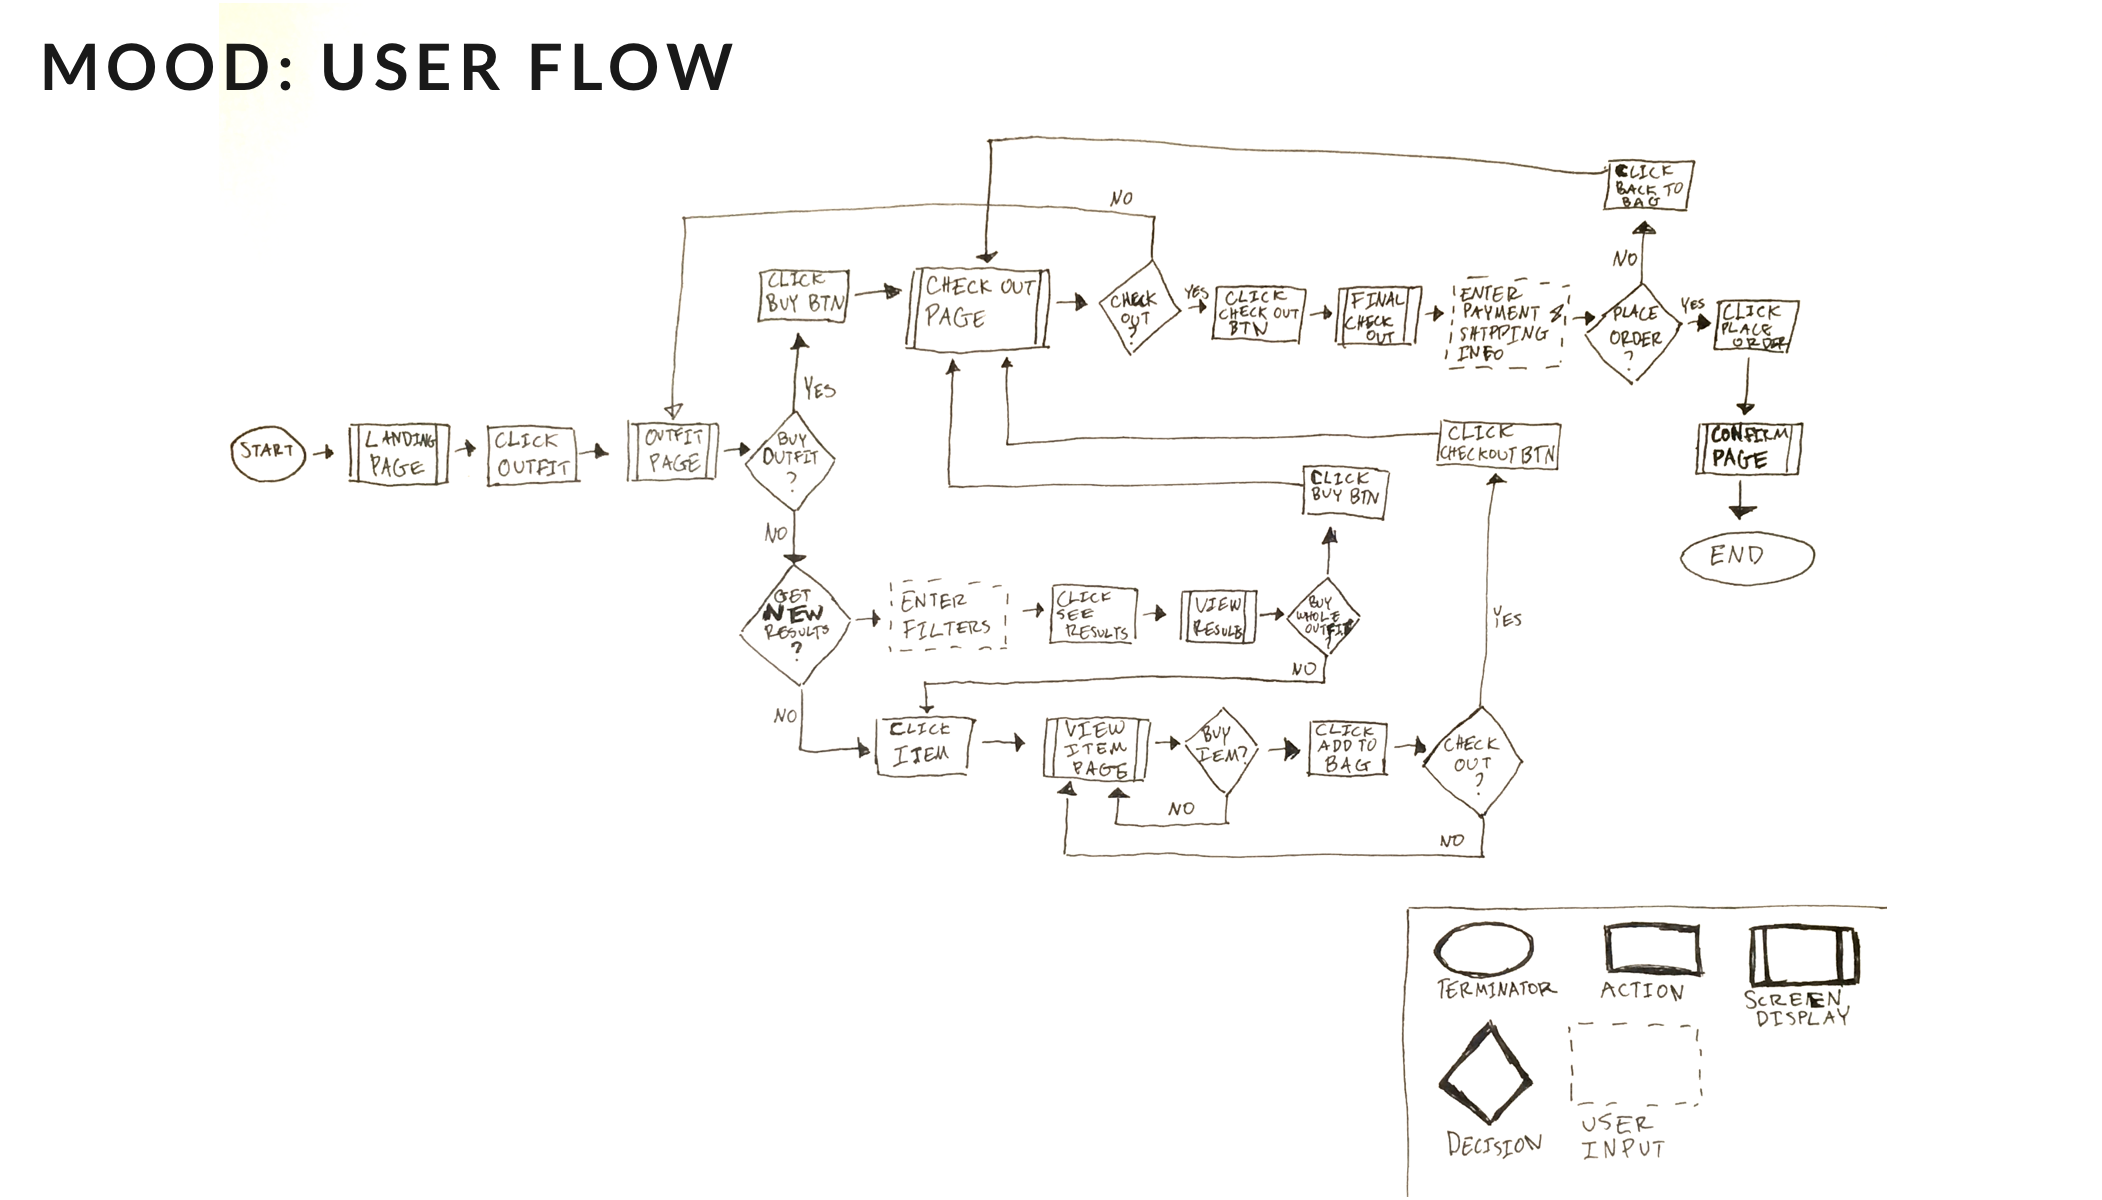 MOOD: USER FLOW
CLICK
BACK TO
BAG
NO
NO
CLICK
BUY BTN
CHECK OUT
PAGE
CHECK
OUT
?
YES
CLICK
CHECK OUT
BTN
FINAL
CHECK
OUT
ENTER
PAYMENT &
SHIPPING
INFO
PLACE
ORDER
?
YES
CLICK
PLACE
ORDER
YES
START
LANDING
PAGE
CLICK
OUTFIT
OUTFIT
PAGE
BUY
OUTFIT
?
CLICK
CHECKOUT BTN
CONFIRM
PAGE
CLICK
BUY BTN
NO
END
GET
NEW
RESULTS
?
ENTER
FILTERS
CLICK
SEE
RESULTS
VIEW
RESULTS
BUY
WHOLE
OUTFIT
?
YES
NO
NO
CLICK
ITEM
VIEW
ITEM
PAGE
BUY
IEM?
CLICK
ADD TO
BAG
CHECK
OUT
?
NO
NO
TERMINATOR
ACTION
SCREEN
DISPLAY
DECISION
USER
INPUT